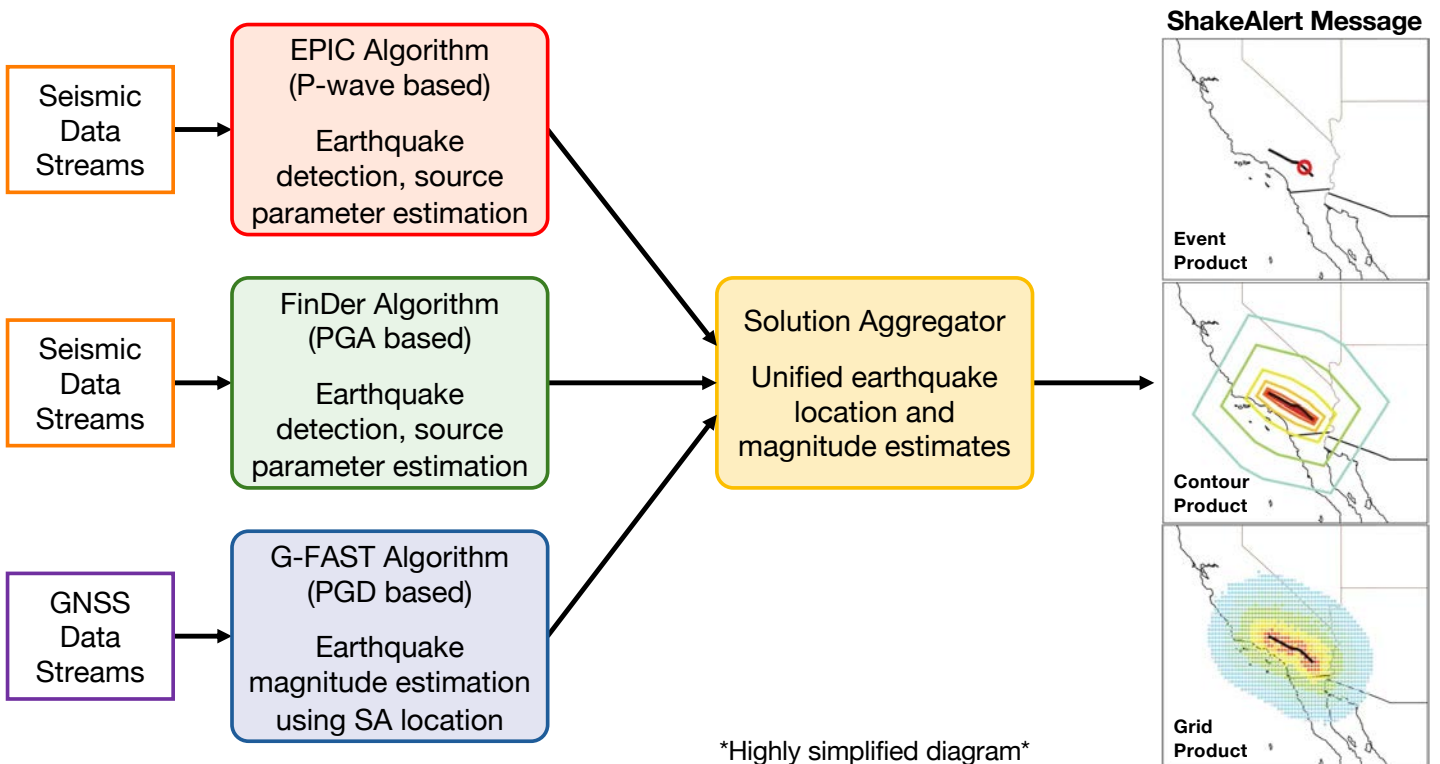 ShakeAlert Message
Seismic
Data
Streams
EPIC Algorithm
(P-wave based)
Earthquake
detection, source
parameter estimation
Seismic
Data
Streams
FinDer Algorithm
(PGA based)
Earthquake
detection, source
parameter estimation
GNSS
Data
Streams
G-FAST Algorithm
(PGD based)
Earthquake
magnitude estimation
using SA location
Solution Aggregator
Unified earthquake
location and
magnitude estimates
Event
Product
Contour
Product
Grid
Product
*Highly simplified diagram*